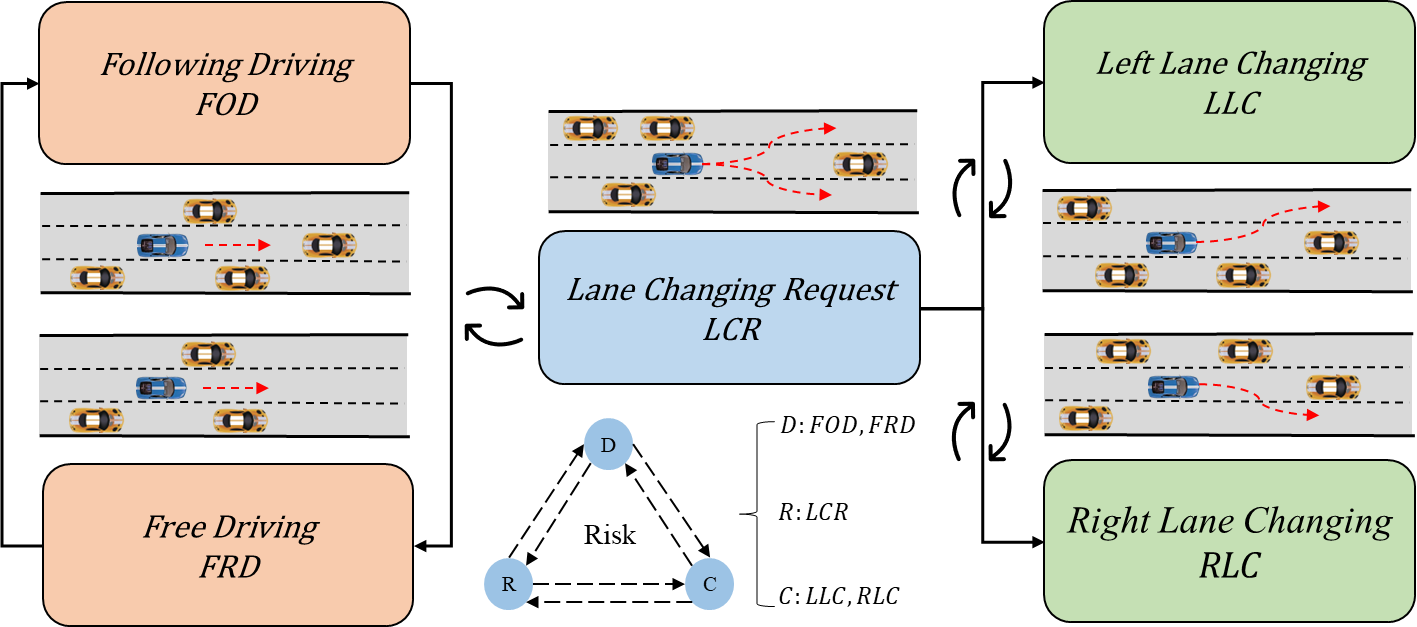 Following Driving
FOD
Free Driving
FRD
Lane Changing Request
LCR
Left Lane Changing
LLC
Right Lane Changing
RLC
D
R
C
Risk
D: FOD, FRD
R: LCR
C: LLC, RLC